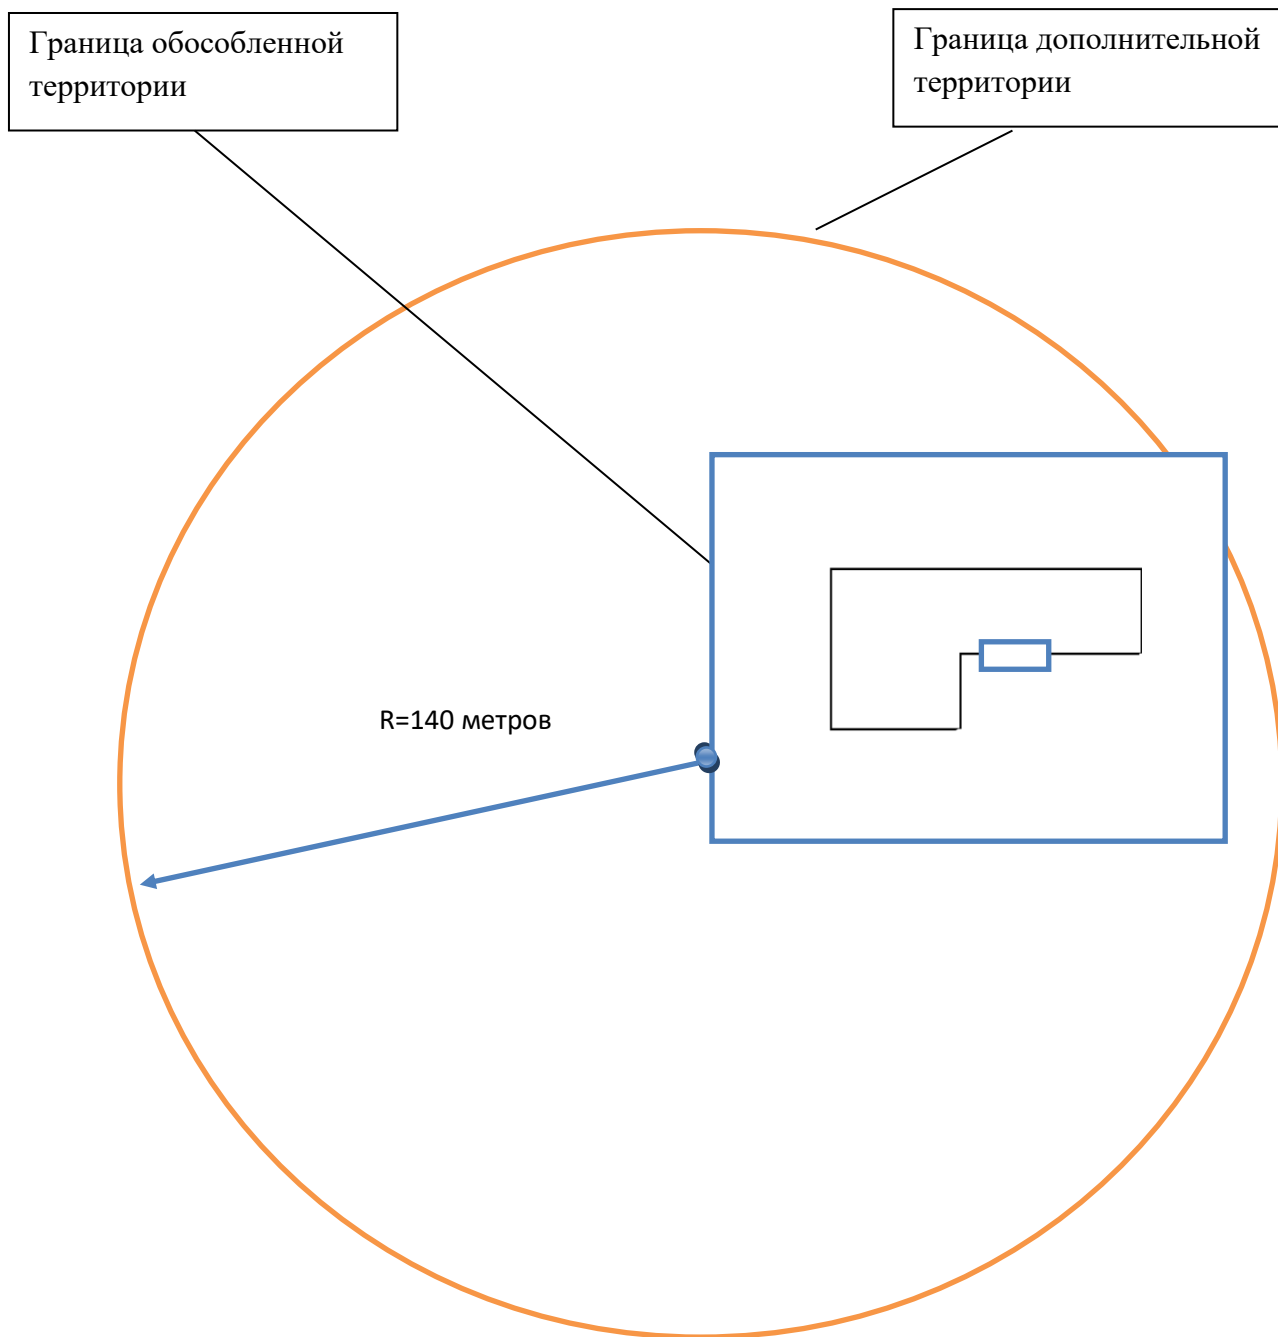 Граница обособленной
территории
Граница дополнительной
территории
R=140 метров